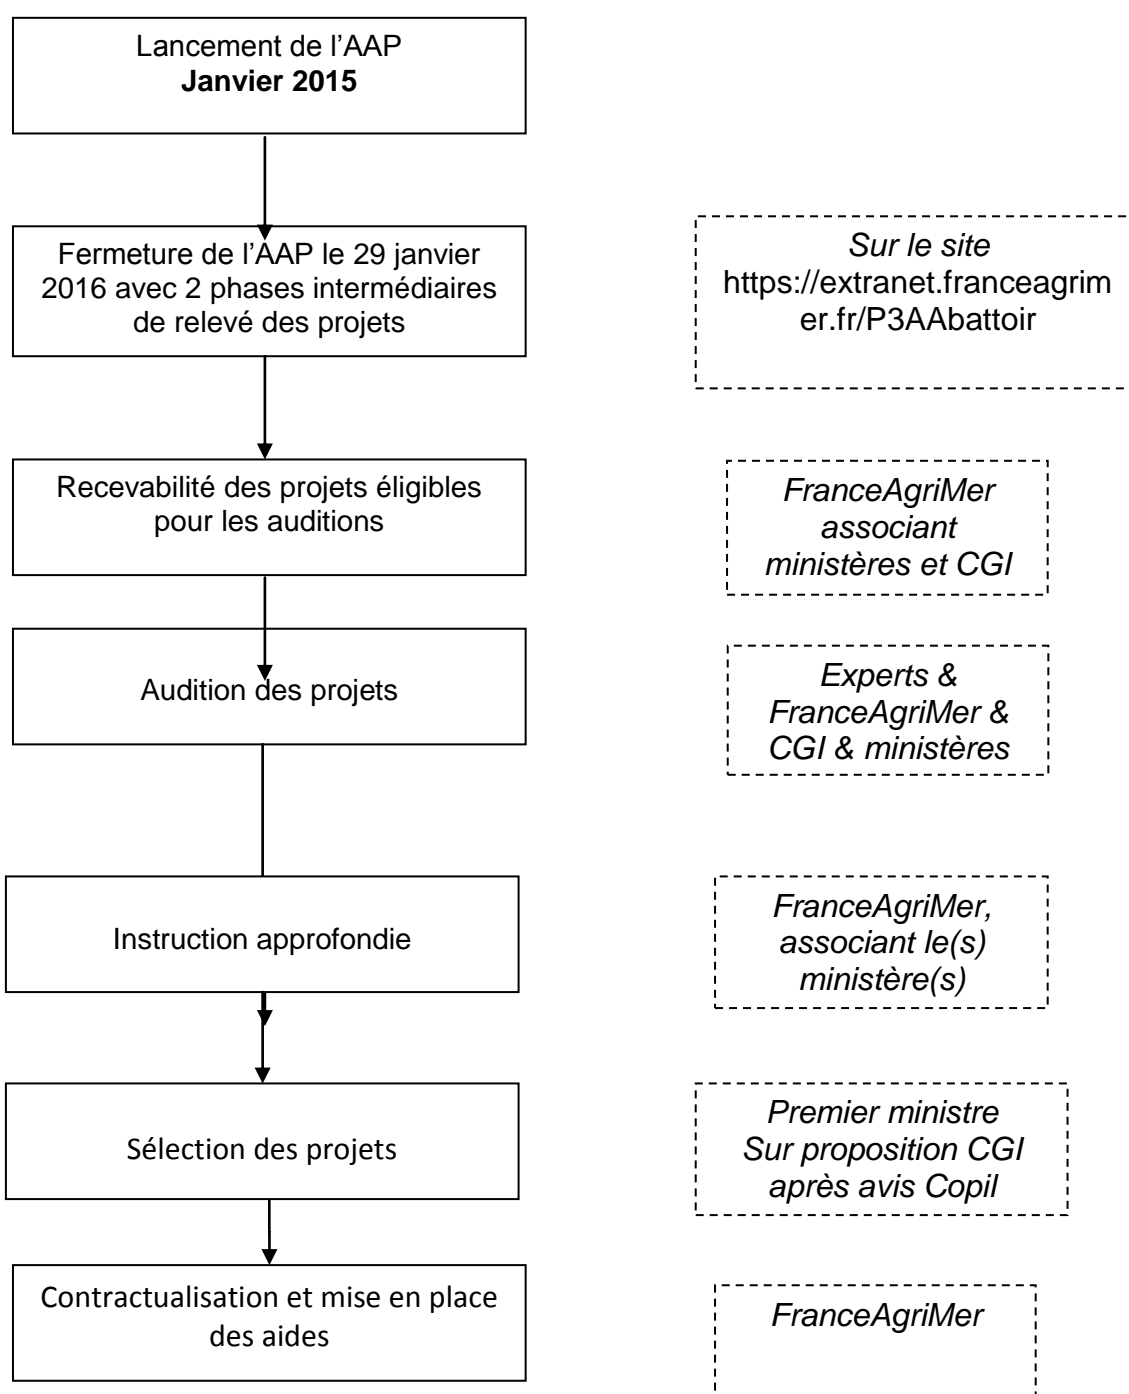 Lancement de l'AAP
Janvier 2015
Fermeture de l'AAP le 29 janvier
2016 avec 2 phases intermédiaires
de relevé des projets
Sur le site
https://extranet.franceagrim
er.fr/P3AAbattoir
Recevabilité des projets éligibles
pour les auditions
FranceAgriMer
associant
ministères et CGI
Audition des projets
Experts &
FranceAgriMer &
CGI & ministères
Instruction approfondie
FranceAgriMer,
associant le(s)
ministère(s)
Sélection des projets
Premier ministre
Sur proposition CGI
après avis Copil
Contractualisation et mise en place
des aides
FranceAgriMer